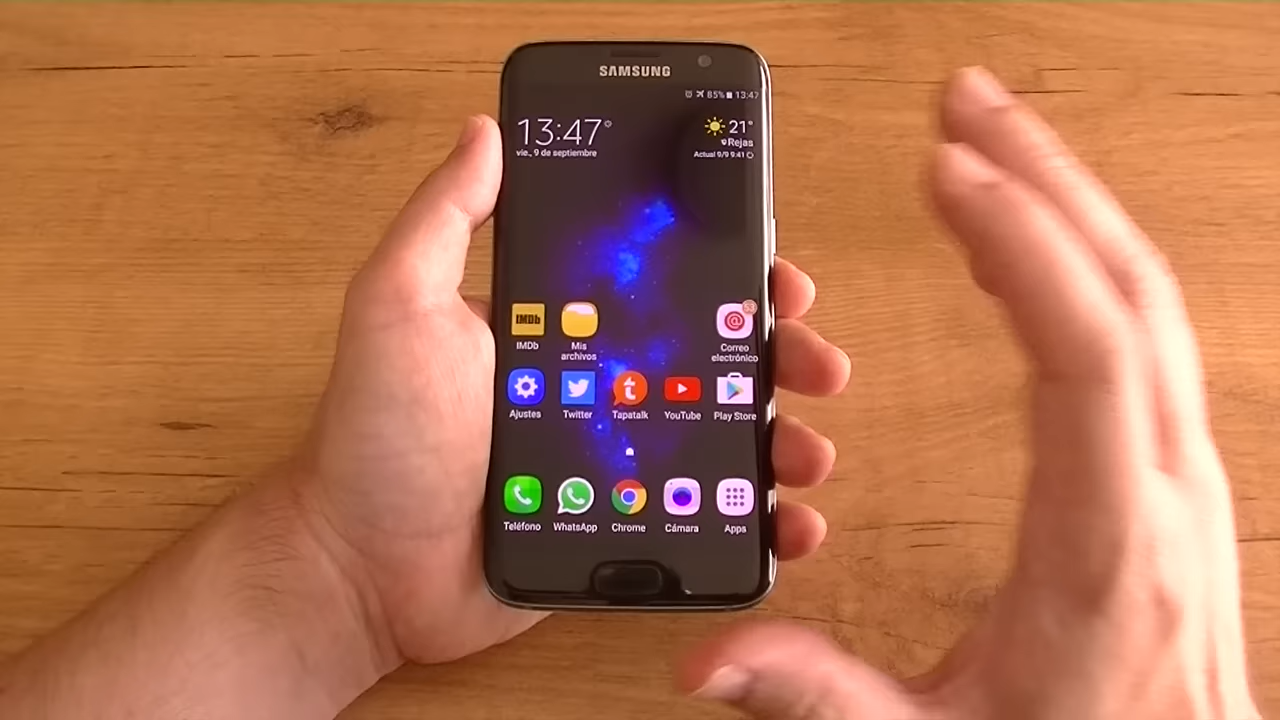 SAMSUNG
85% 13:47
13:47
vie., 9 de septiembre
21°
Rejas
Actual 9/9 9:41
IMDb
53
IMDb
Mis
archivos
Correo
electrónico
Ajustes
Twitter
Tapatalk
YouTube
Play Store
Teléfono
WhatsApp
Chrome
Cámara
Apps